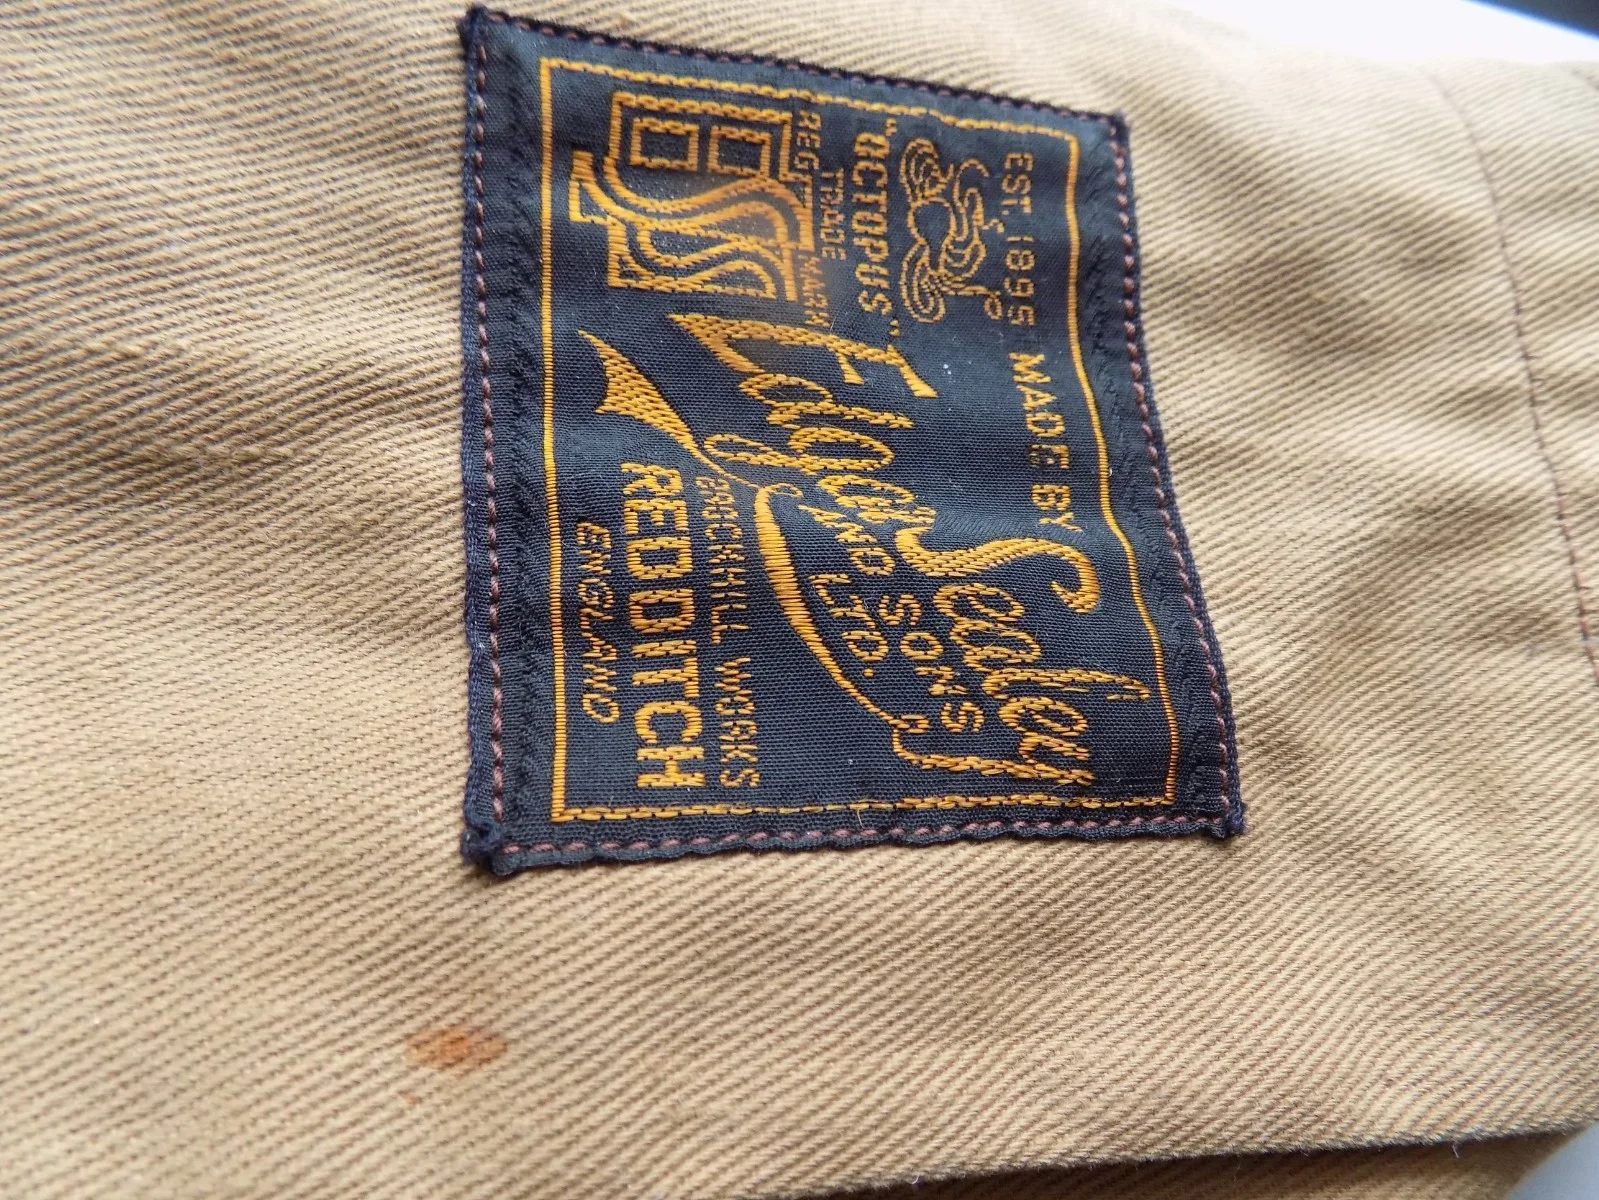 EST. 1895 MADE BY
"OCTOPUS"
REG. TRADE MARK
Edgar Sealey
AND SONS
LTD.
BROCKHILL WORKS
REDDITCH
ENGLAND